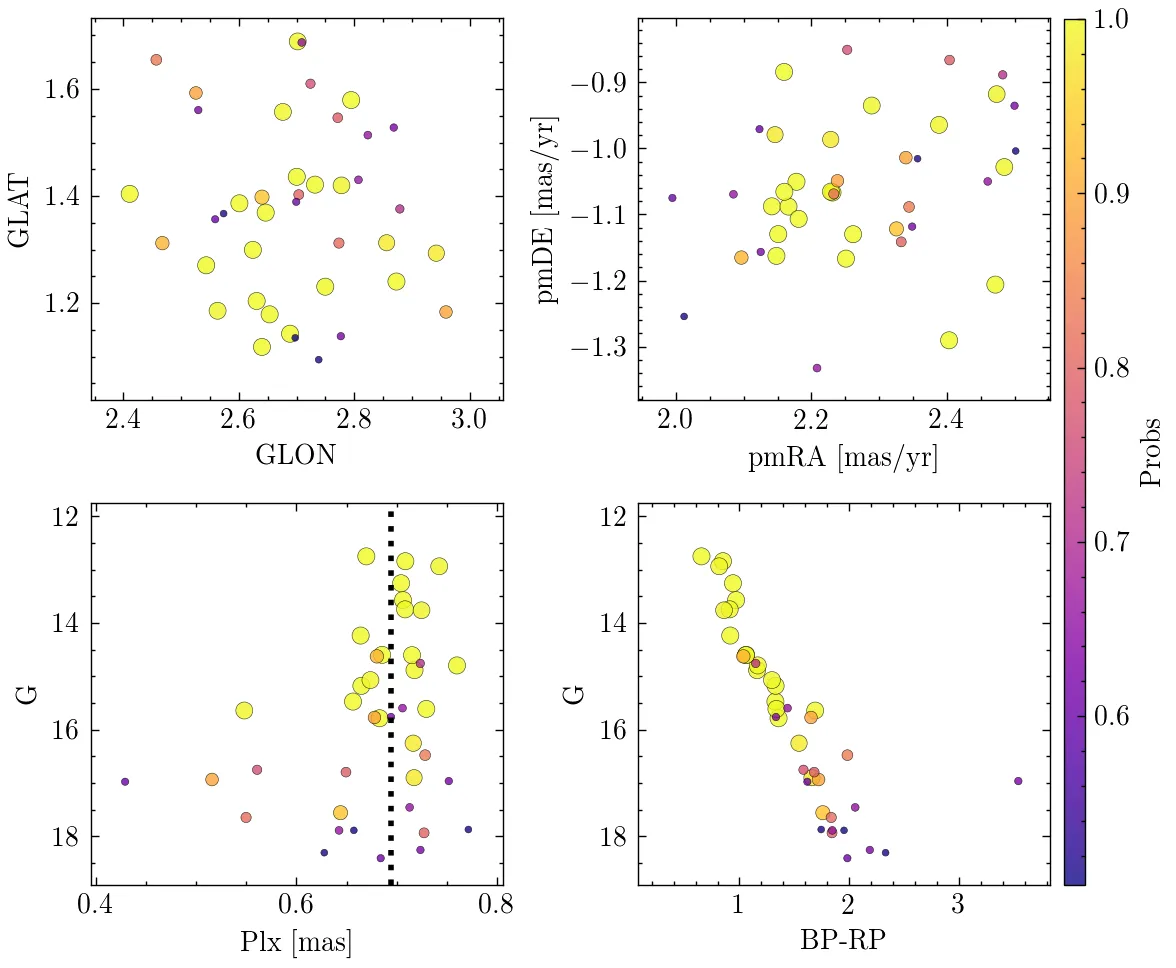 1.6
1.4
1.2
GLAT
2.4 2.6 2.8 3.0
GLON
−0.9
−1.0
−1.1
−1.2
−1.3
pmDE [mas/yr]
2.0 2.2 2.4
pmRA [mas/yr]
1.0
0.9
0.8
0.7
0.6
Probs
12
14
16
18
G
0.4 0.6 0.8
Plx [mas]
12
14
16
18
G
1 2 3
BP-RP